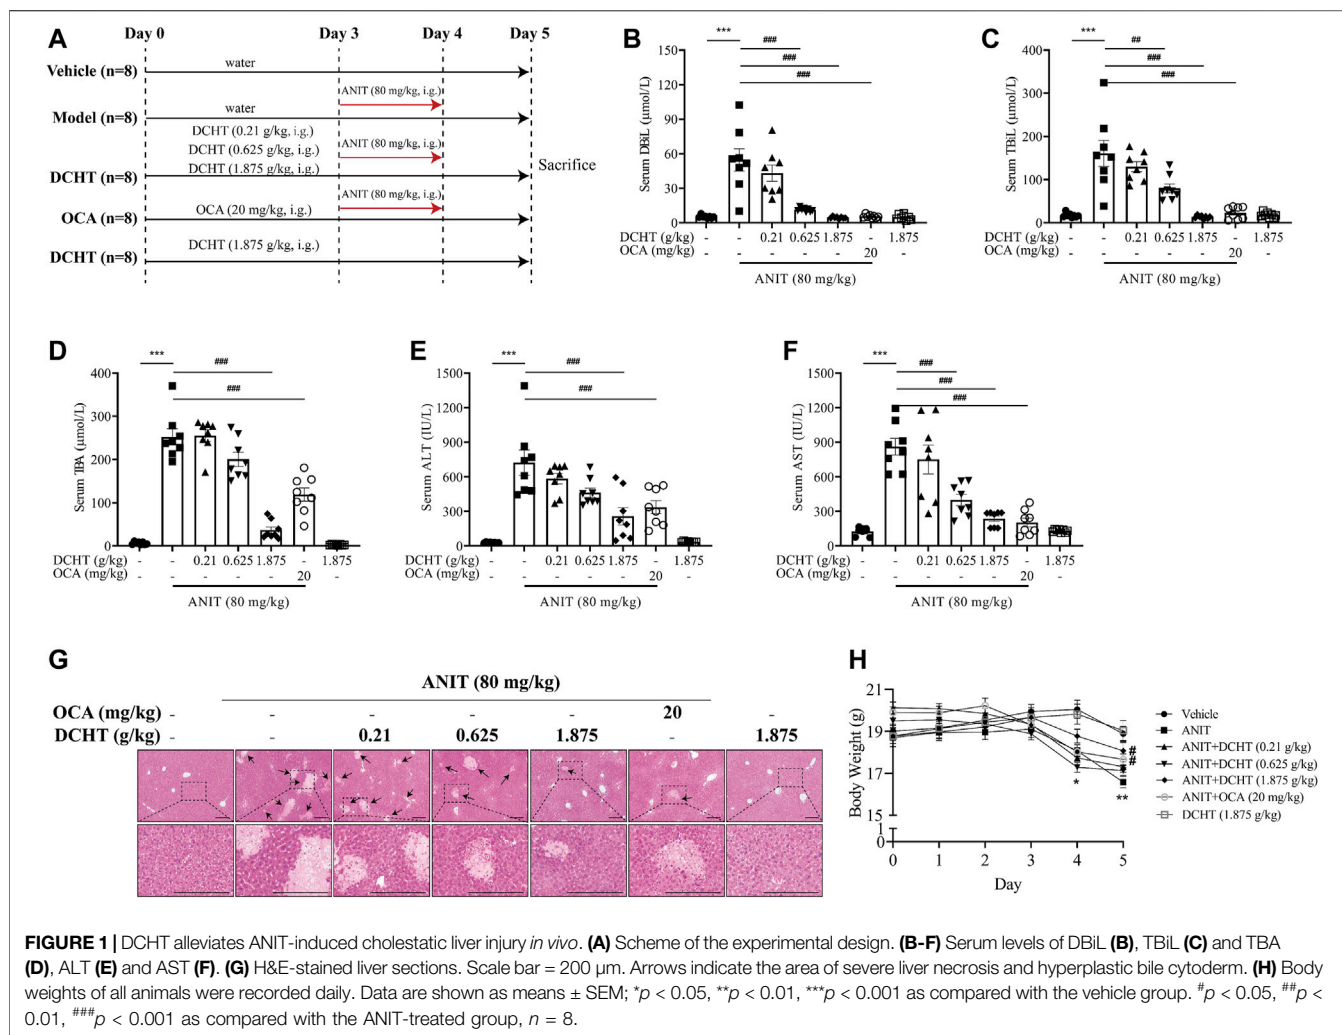 A
Day 0 Day 3 Day 4 Day 5
Vehicle (n=8) water
Model (n=8) water ANIT (80 mg/kg, i.g.)
DCHT (0.21 g/kg, i.g.)
DCHT (0.625 g/kg, i.g.) ANIT (80 mg/kg, i.g.)
DCHT (1.875 g/kg, i.g.)
DCHT (n=8)
Sacrifice
OCA (n=8) OCA (20 mg/kg, i.g.) ANIT (80 mg/kg, i.g.)
DCHT (n=8) DCHT (1.875 g/kg, i.g.)
B
Serum DBiL (μmol/L)
150
120
90
60
30
0
***
###
###
###
DCHT (g/kg) - - 0.21 0.625 1.875 - 1.875
OCA (mg/kg) - - - - - 20 -
ANIT (80 mg/kg)
C
Serum TBiL (μmol/L)
400
300
200
100
0
***
##
###
###
DCHT (g/kg) - - 0.21 0.625 1.875 - 1.875
OCA (mg/kg) - - - - - 20 -
ANIT (80 mg/kg)
D
Serum TBA (μmol/L)
400
300
200
100
0
***
###
###
DCHT (g/kg) - - 0.21 0.625 1.875 - 1.875
OCA (mg/kg) - - - - - 20 -
ANIT (80 mg/kg)
E
Serum ALT (IU/L)
1500
1200
900
600
300
0
***
###
###
DCHT (g/kg) - - 0.21 0.625 1.875 - 1.875
OCA (mg/kg) - - - - - 20 -
ANIT (80 mg/kg)
F
Serum AST (IU/L)
1500
1200
900
600
300
0
***
###
###
###
DCHT (g/kg) - - 0.21 0.625 1.875 - 1.875
OCA (mg/kg) - - - - - 20 -
ANIT (80 mg/kg)
G
ANIT (80 mg/kg)
OCA (mg/kg) - - - - - 20 -
DCHT (g/kg) - - 0.21 0.625 1.875 - 1.875
H
Body Weight (g)
21
19
17
15
1
0
0 1 2 3 4 5
Day
*
**
#
#
Vehicle
ANIT
ANIT+DCHT (0.21 g/kg)
ANIT+DCHT (0.625 g/kg)
ANIT+DCHT (1.875 g/kg)
ANIT+OCA (20 mg/kg)
DCHT (1.875 g/kg)
FIGURE 1 | DCHT alleviates ANIT-induced cholestatic liver injury in vivo. (A) Scheme of the experimental design. (B-F) Serum levels of DBiL (B), TBiL (C) and TBA
(D), ALT (E) and AST (F). (G) H&E-stained liver sections. Scale bar = 200 μm. Arrows indicate the area of severe liver necrosis and hyperplastic bile cytoderm. (H) Body
weights of all animals were recorded daily. Data are shown as means ± SEM; *p < 0.05, **p < 0.01, ***p < 0.001 as compared with the vehicle group. #p < 0.05, ##p <
0.01, ###p < 0.001 as compared with the ANIT-treated group, n = 8.